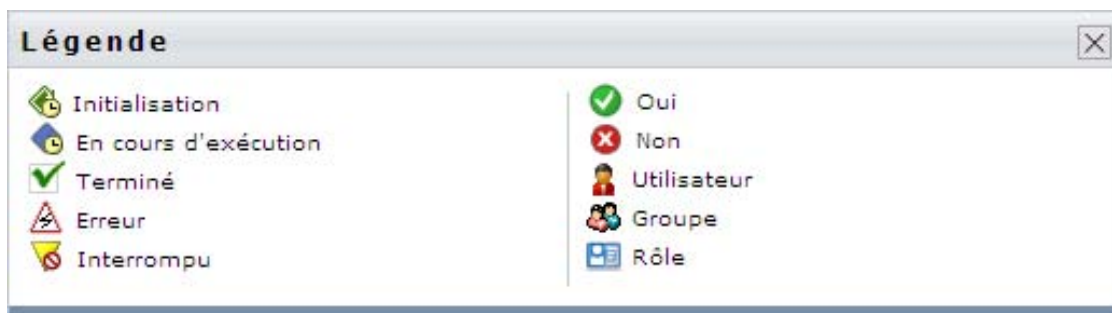 Légende
Initialisation
En cours d'exécution
Terminé
Erreur
Interrompu
Oui
Non
Utilisateur
Groupe
Rôle